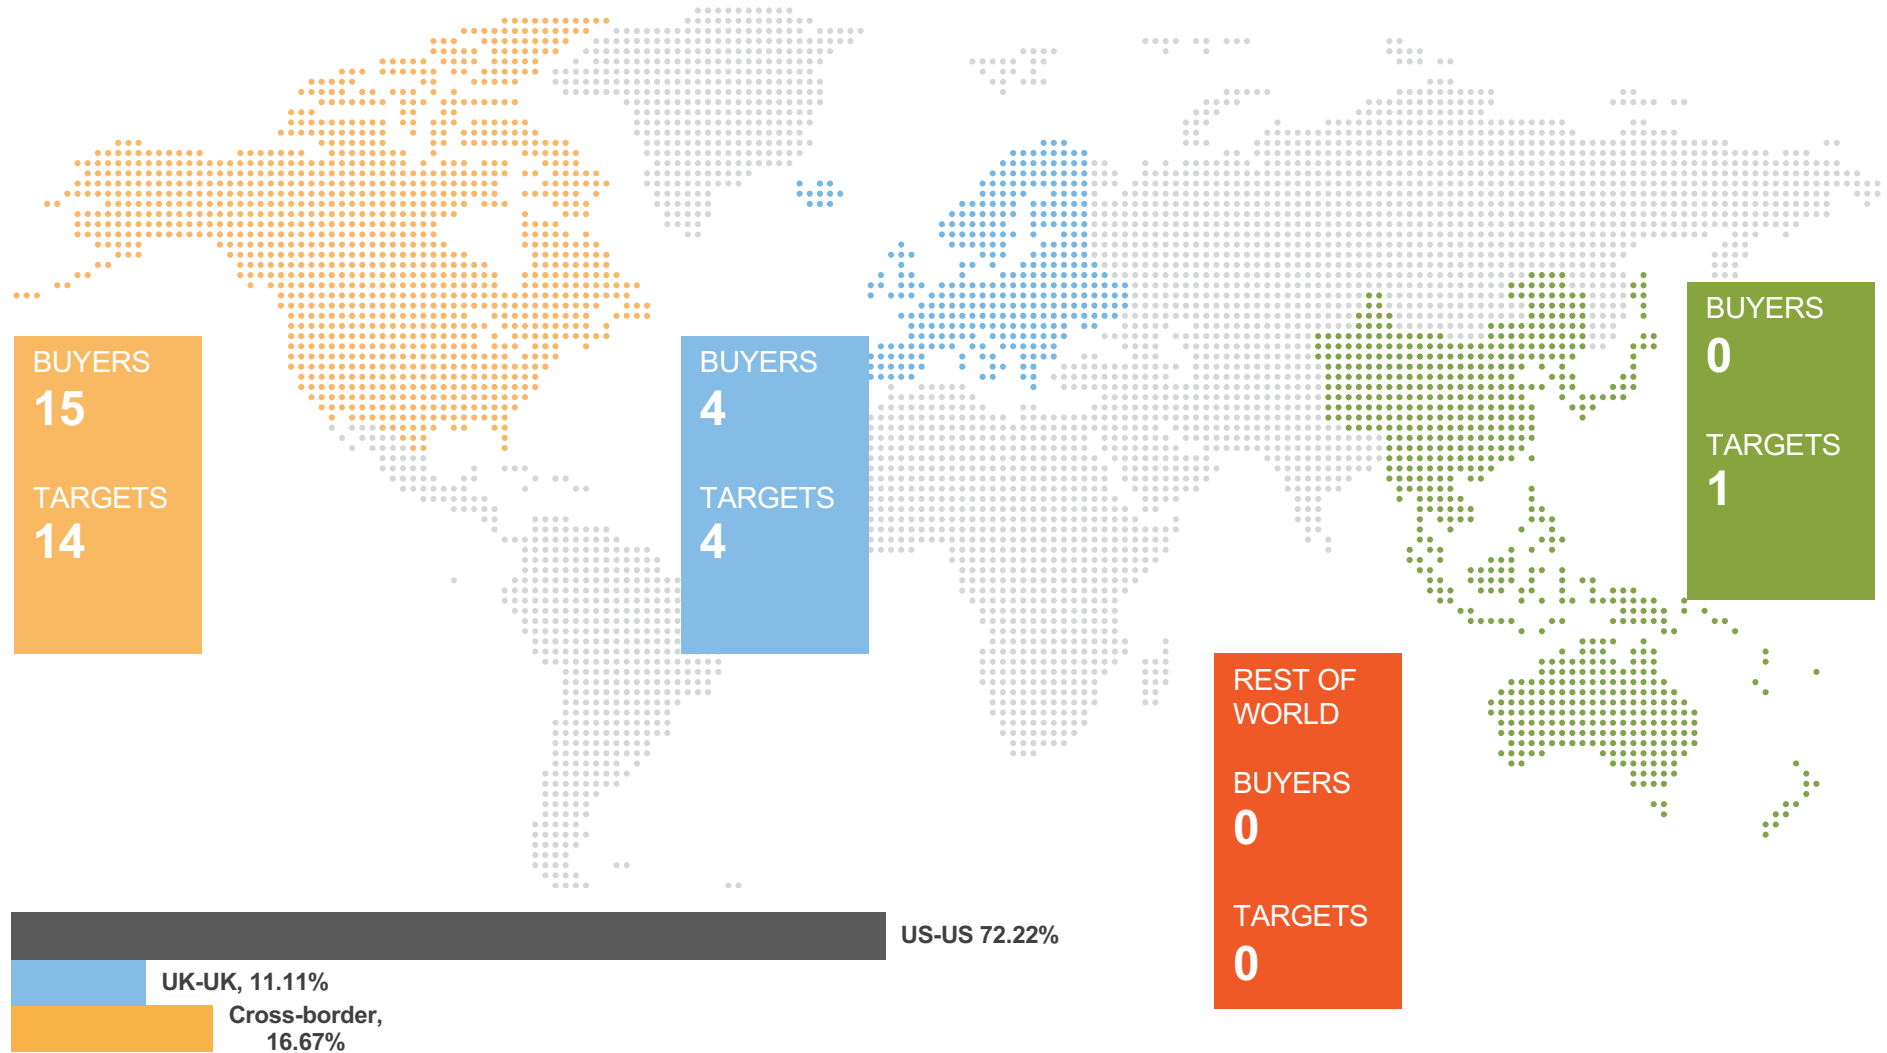 BUYERS
15
TARGETS
14
BUYERS
4
TARGETS
4
BUYERS
0
TARGETS
1
REST OF
WORLD
BUYERS
0
TARGETS
0
US-US 72.22%
UK-UK, 11.11%
Cross-border,
16.67%